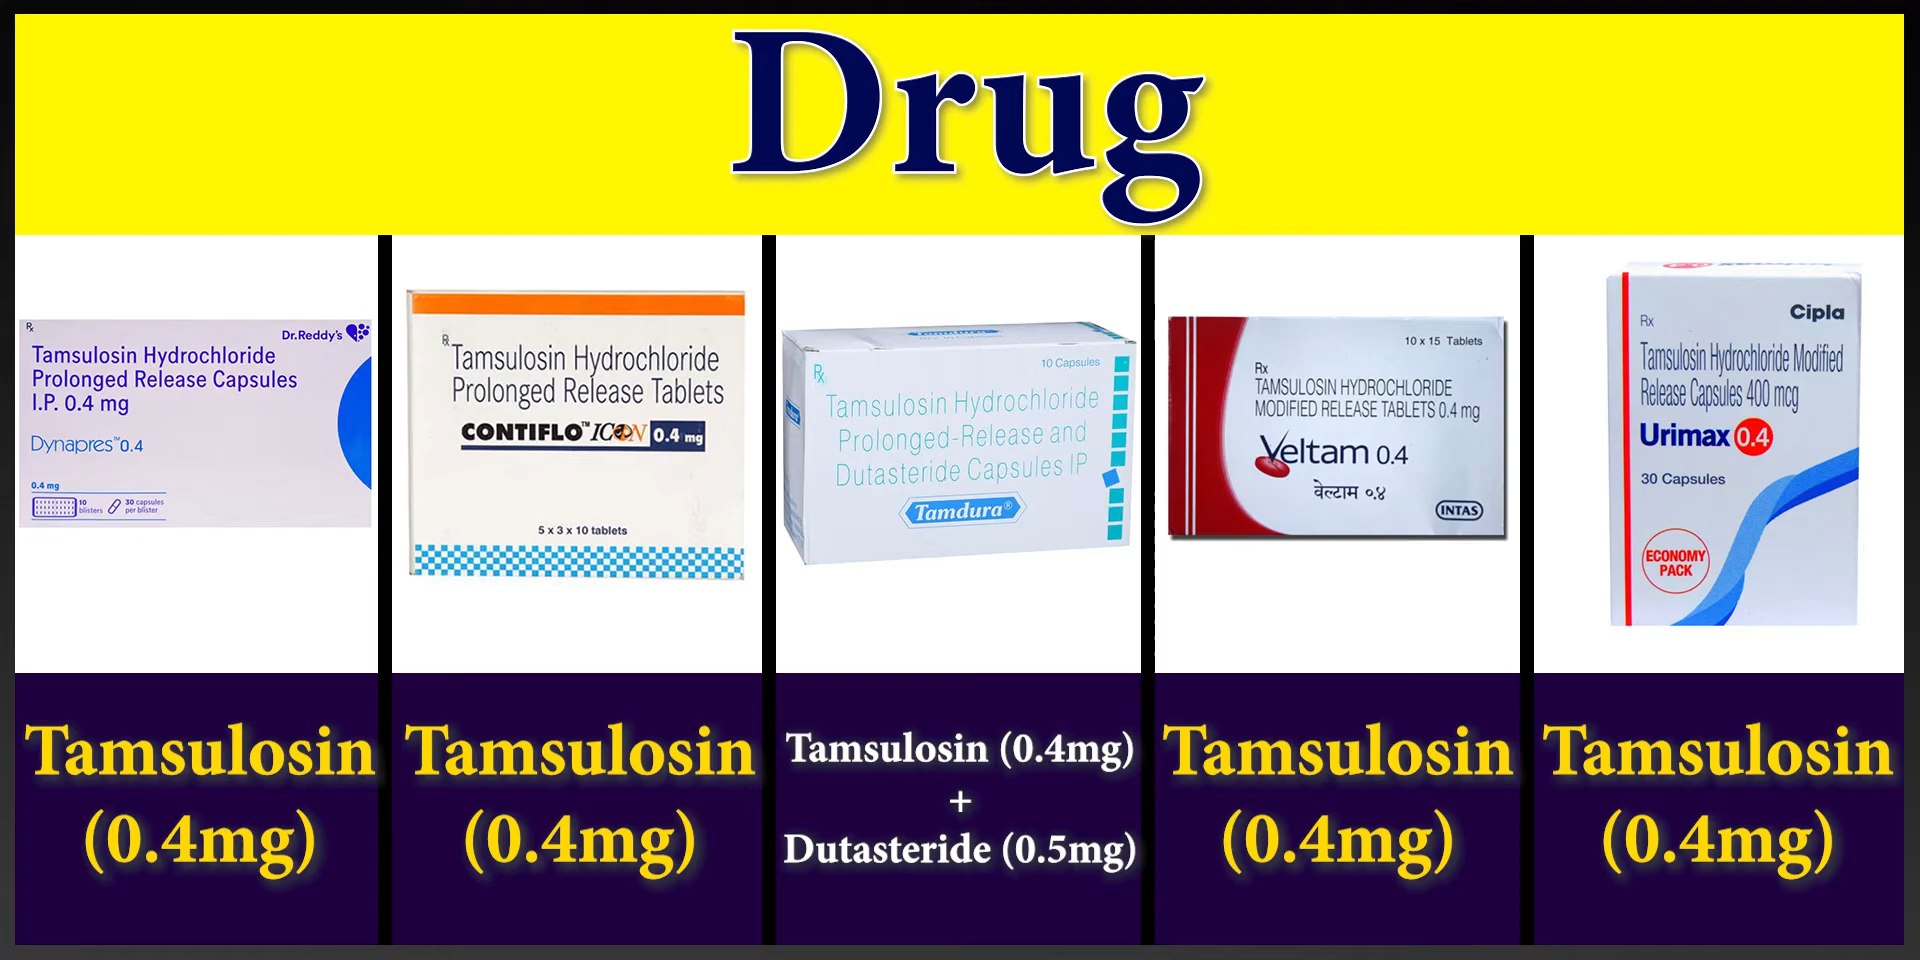 Drug
Rx
Dr.Reddy's
Tamsulosin Hydrochloride
Prolonged Release Capsules
I.P. 0.4 mg
Dynapres™0.4
0.4 mg
10
blisters
30 capsules
per blister
Rx
Tamsulosin Hydrochloride
Prolonged Release Tablets
CONTIFLO™ ICON 0.4 mg
5 x 3 x 10 tablets
Tamdura
10 Capsules
Rx
Tamsulosin Hydrochloride
Prolonged-Release and
Dutasteride Capsules IP
Tamdura®
10 x 15 Tablets
Rx
TAMSULOSIN HYDROCHLORIDE
MODIFIED RELEASE TABLETS 0.4 mg
Veltam 0.4
वेल्टाम ०.४
INTAS
Cipla
Rx
Tamsulosin Hydrochloride Modified
Release Capsules 400 mcg
Urimax 0.4
30 Capsules
ECONOMY
PACK
Tamsulosin
(0.4mg)
Tamsulosin
(0.4mg)
Tamsulosin (0.4mg)
+
Dutasteride (0.5mg)
Tamsulosin
(0.4mg)
Tamsulosin
(0.4mg)